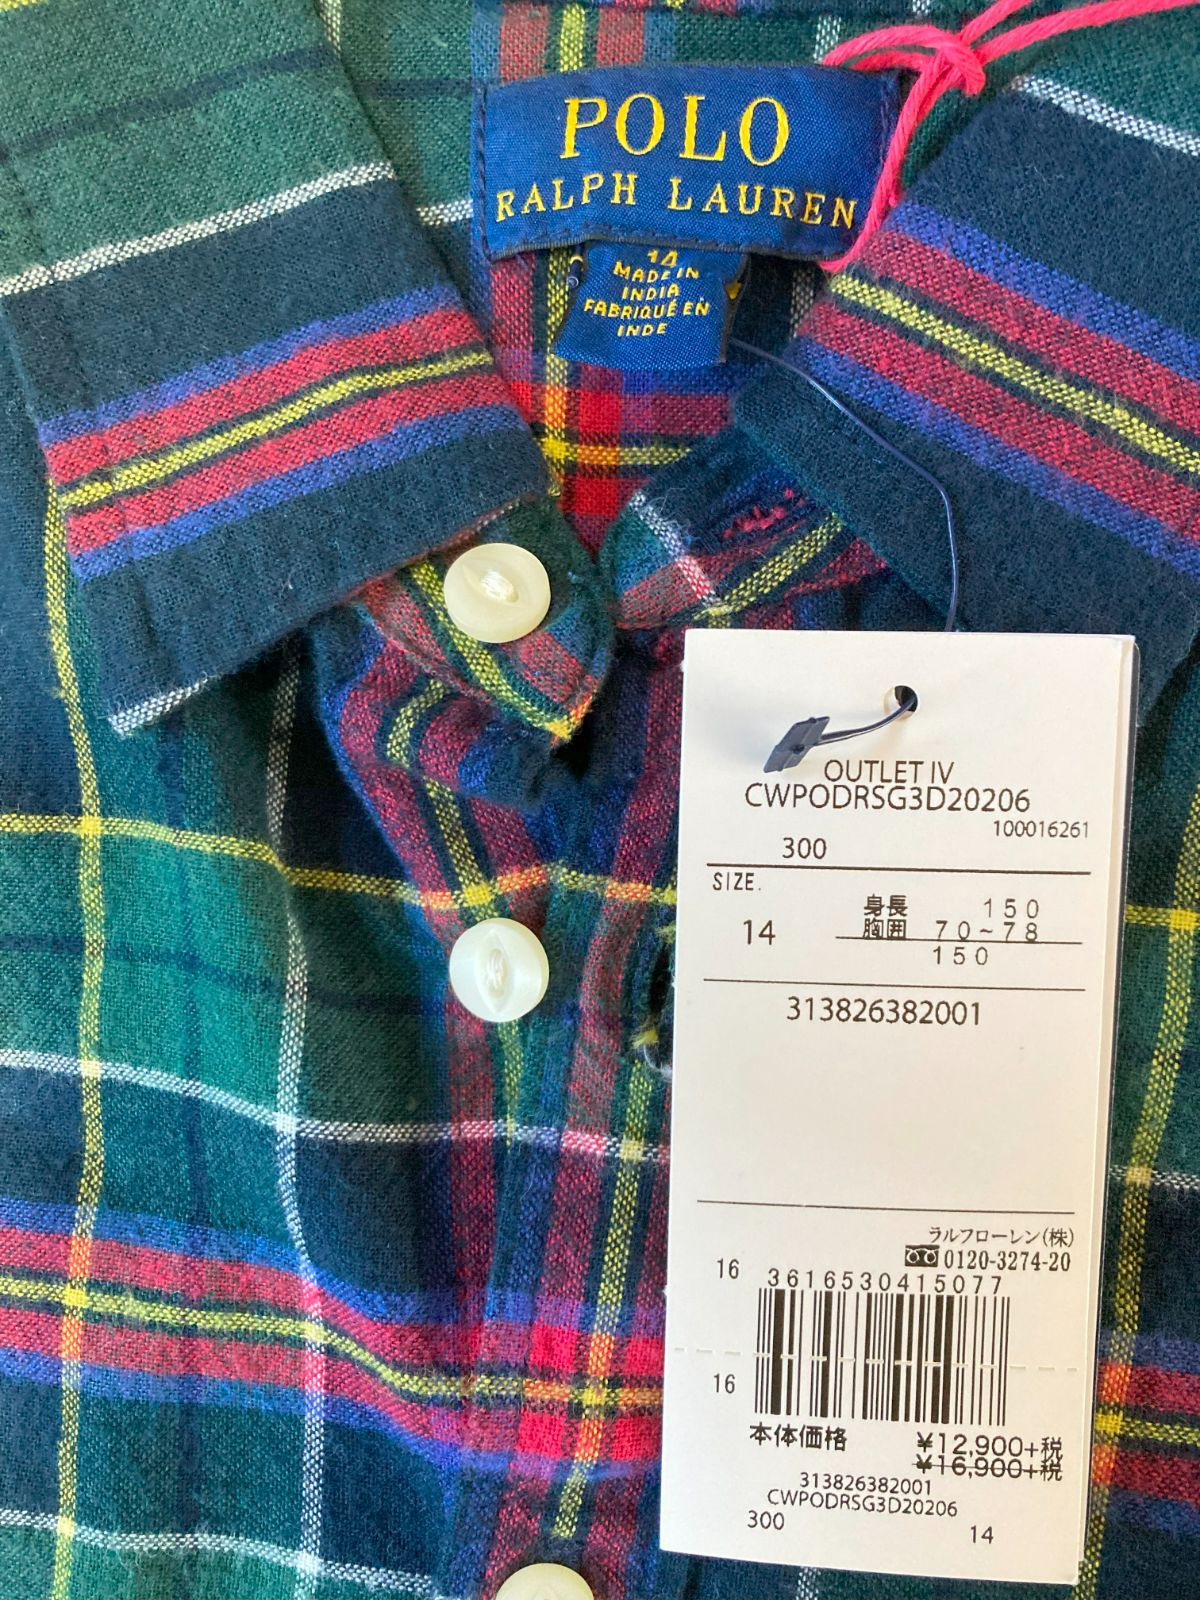 POLO
RALPH LAUREN
14
MADE IN
INDIA
FABRIQUÉ EN
INDE
OUTLET IV
CWPODRSG3D20206
100016261
300
SIZE.
14
身長 150
胸囲 70~78
150
313826382001
ラルフローレン(株)
0120-3274-20
16
3616530415077
16
本体価格 ¥12,900+税
¥16,900+税
313826382001
CWPODRSG3D20206
300 14